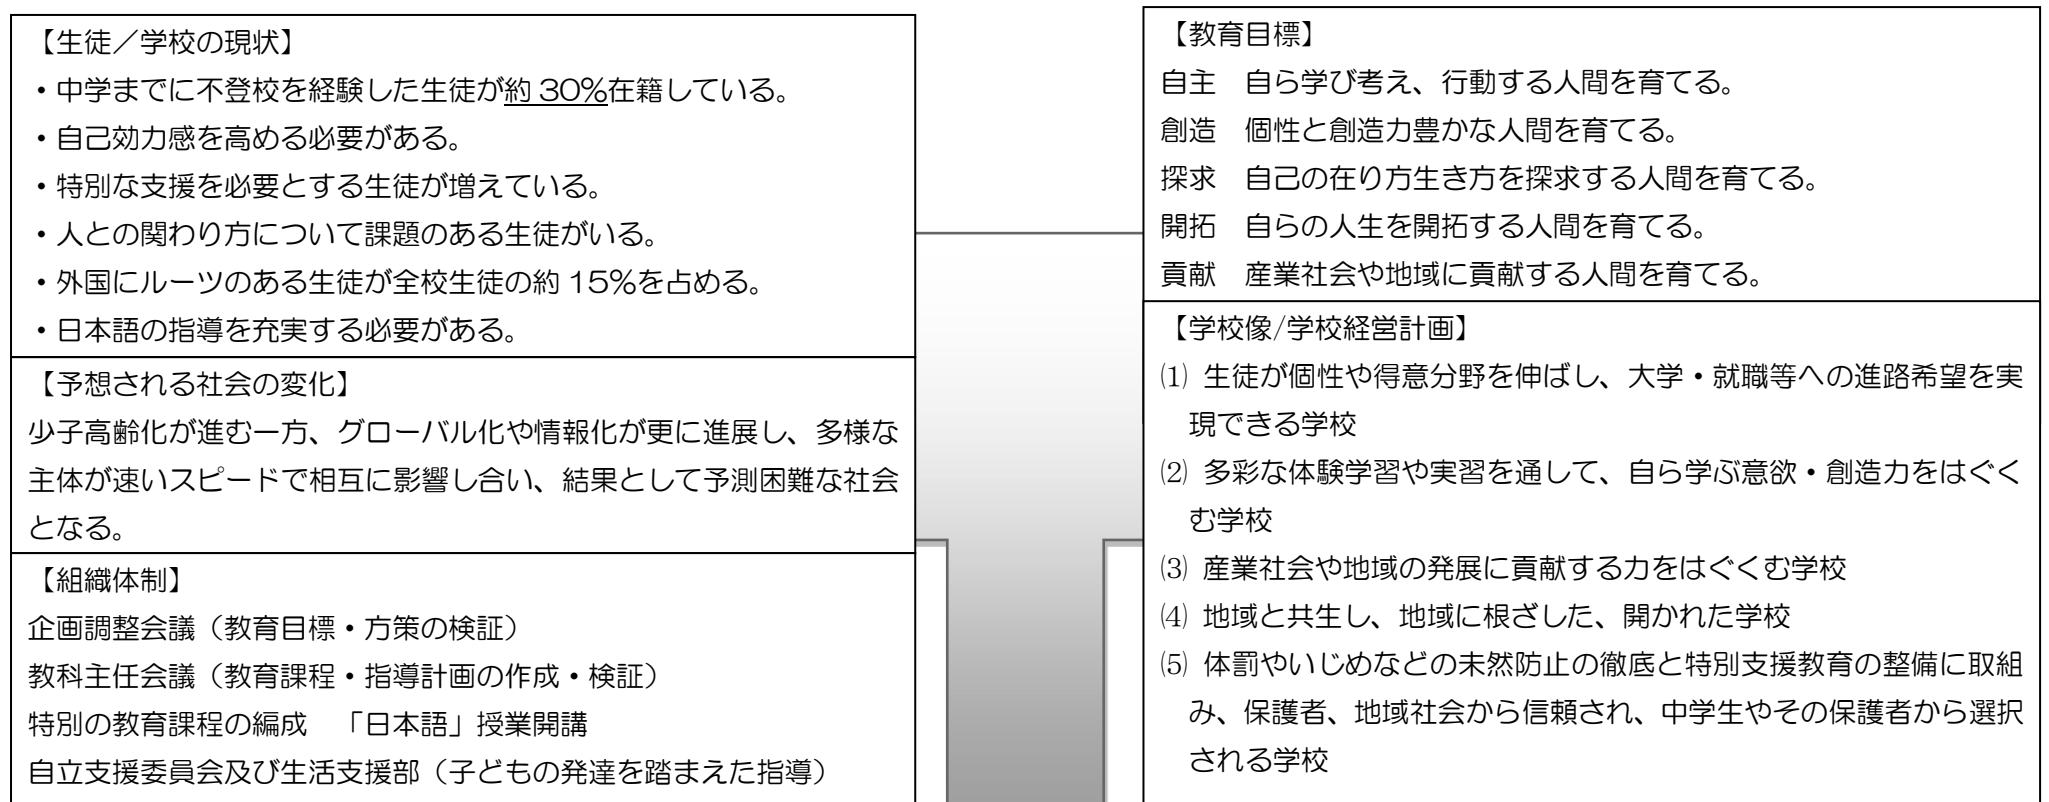 【生徒／学校の現状】
・中学までに不登校を経験した生徒が約 30%在籍している。
・自己効力感を高める必要がある。
・特別な支援を必要とする生徒が増えている。
・人との関わり方について課題のある生徒がいる。
・外国にルーツのある生徒が全校生徒の約 15%を占める。
・日本語の指導を充実する必要がある。
【予想される社会の変化】
少子高齢化が進む一方、グローバル化や情報化が更に進展し、多様な
主体が速いスピードで相互に影響し合い、結果として予測困難な社会
となる。
【組織体制】
企画調整会議（教育目標・方策の検証）
教科主任会議（教育課程・指導計画の作成・検証）
特別の教育課程の編成　「日本語」授業開講
自立支援委員会及び生活支援部（子どもの発達を踏まえた指導）
【教育目標】
自主　自ら学び考え、行動する人間を育てる。
創造　個性と創造力豊かな人間を育てる。
探求　自己の在り方生き方を探求する人間を育てる。
開拓　自らの人生を開拓する人間を育てる。
貢献　産業社会や地域に貢献する人間を育てる。
【学校像/学校経営計画】
⑴ 生徒が個性や得意分野を伸ばし、大学・就職等への進路希望を実
現できる学校
⑵ 多彩な体験学習や実習を通して、自ら学ぶ意欲・創造力をはぐく
む学校
⑶ 産業社会や地域の発展に貢献する力をはぐくむ学校
⑷ 地域と共生し、地域に根ざした、開かれた学校
⑸ 体罰やいじめなどの未然防止の徹底と特別支援教育の整備に取組
み、保護者、地域社会から信頼され、中学生やその保護者から選択
される学校